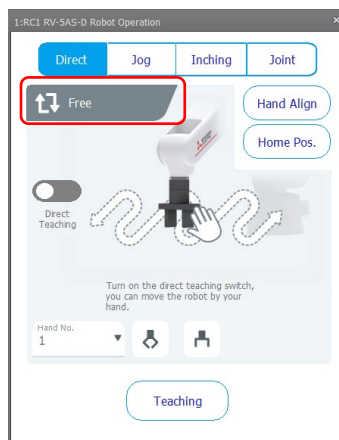 1:RC1 RV-5AS-D Robot Operation
Direct Jog Inching Joint
Free
Hand Align
Home Pos.
Direct
Teaching
Turn on the direct teaching switch,
you can move the robot by your
hand.
Hand No.
1
Teaching